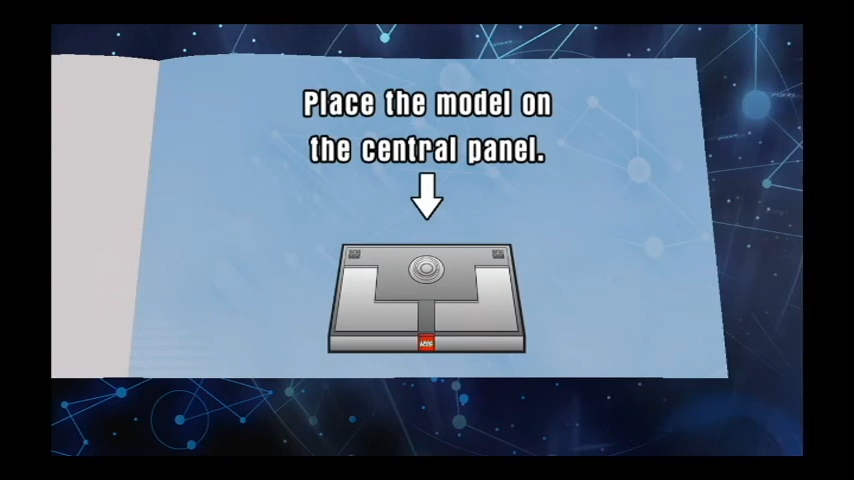 Place the model on
the central panel.